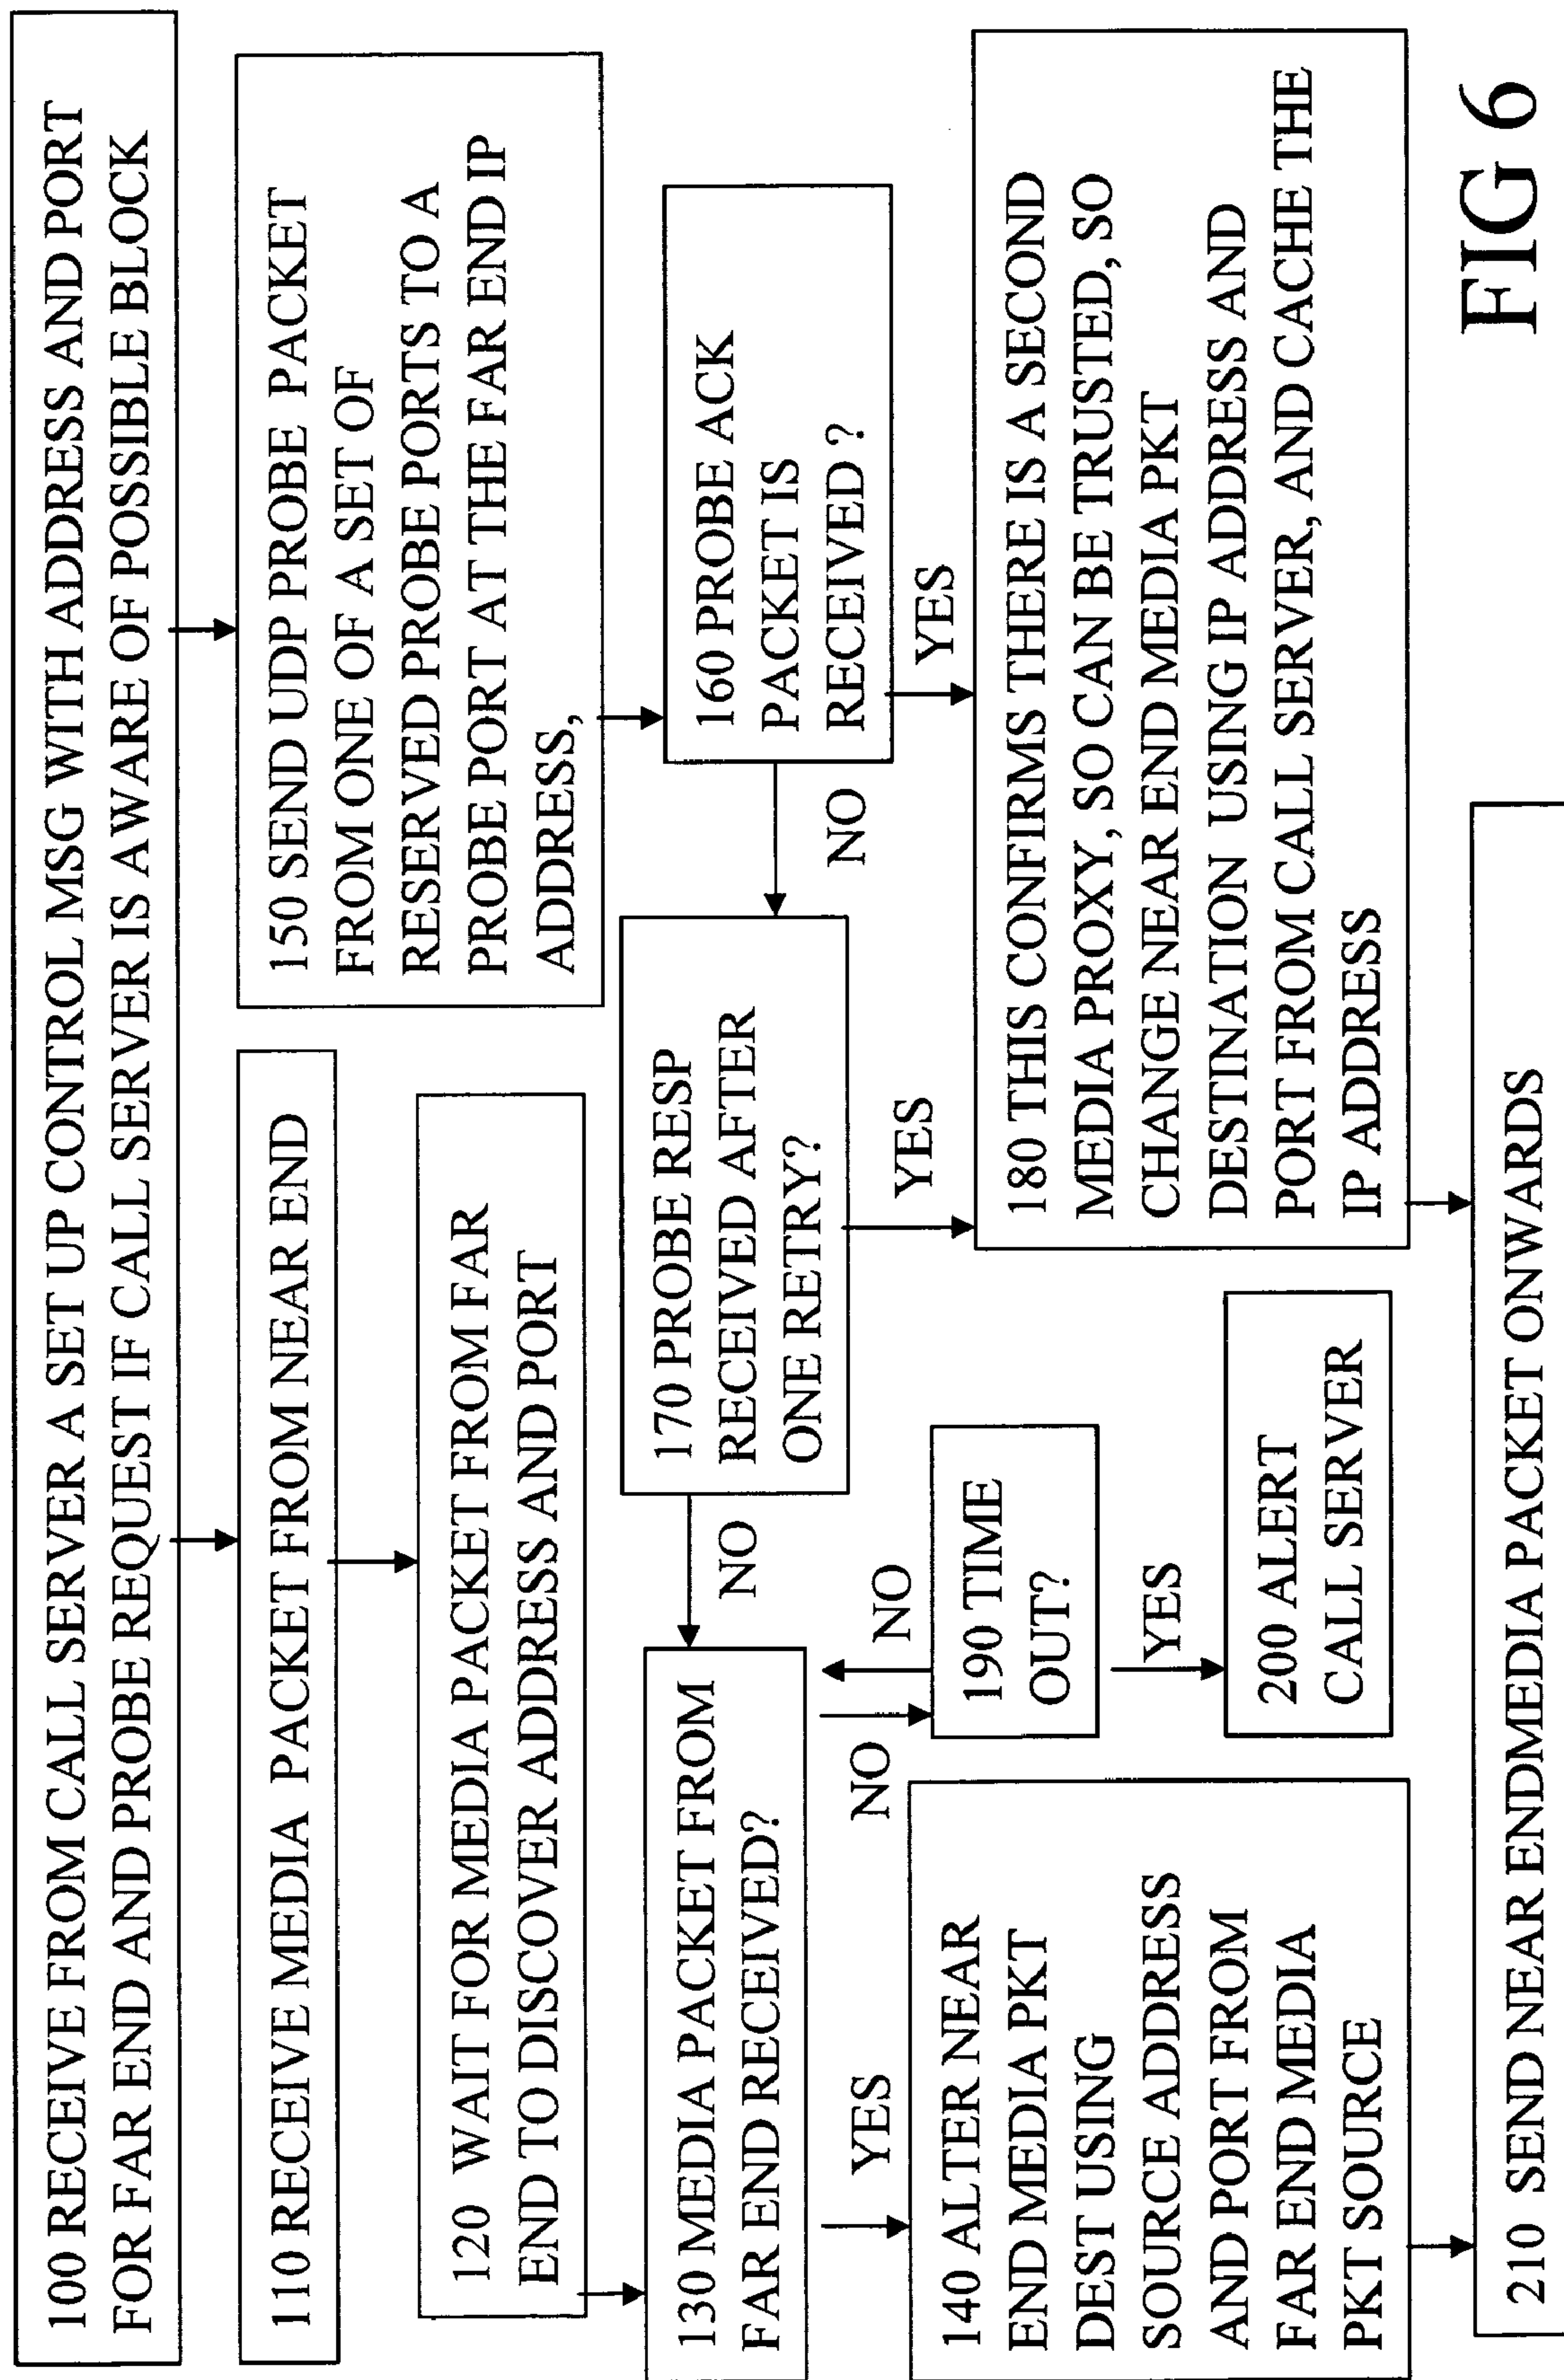 100 RECEIVE FROM CALL SERVER A SET UP CONTROL MSG WITH ADDRESS AND PORT
FOR FAR END AND PROBE REQUEST IF CALL SERVER IS AWARE OF POSSIBLE BLOCK
110 RECEIVE MEDIA PACKET FROM NEAR END
120 WAIT FOR MEDIA PACKET FROM FAR
END TO DISCOVER ADDRESS AND PORT
130 MEDIA PACKET FROM
FAR END RECEIVED?
YES
NO
NO
140 ALTER NEAR
END MEDIA PKT
DEST USING
SOURCE ADDRESS
AND PORT FROM
FAR END MEDIA
PKT SOURCE
150 SEND UDP PROBE PACKET
FROM ONE OF A SET OF
RESERVED PROBE PORTS TO A
PROBE PORT AT THE FAR END IP
ADDRESS,
160 PROBE ACK
PACKET IS
RECEIVED ?
NO
YES
170 PROBE RESP
RECEIVED AFTER
ONE RETRY?
NO
YES
180 THIS CONFIRMS THERE IS A SECOND
MEDIA PROXY, SO CAN BE TRUSTED, SO
CHANGE NEAR END MEDIA PKT
DESTINATION USING IP ADDRESS AND
PORT FROM CALL SERVER, AND CACHE THE
IP ADDRESS
190 TIME
OUT?
YES
200 ALERT
CALL SERVER
210 SEND NEAR ENDMEDIA PACKET ONWARDS
FIG 6